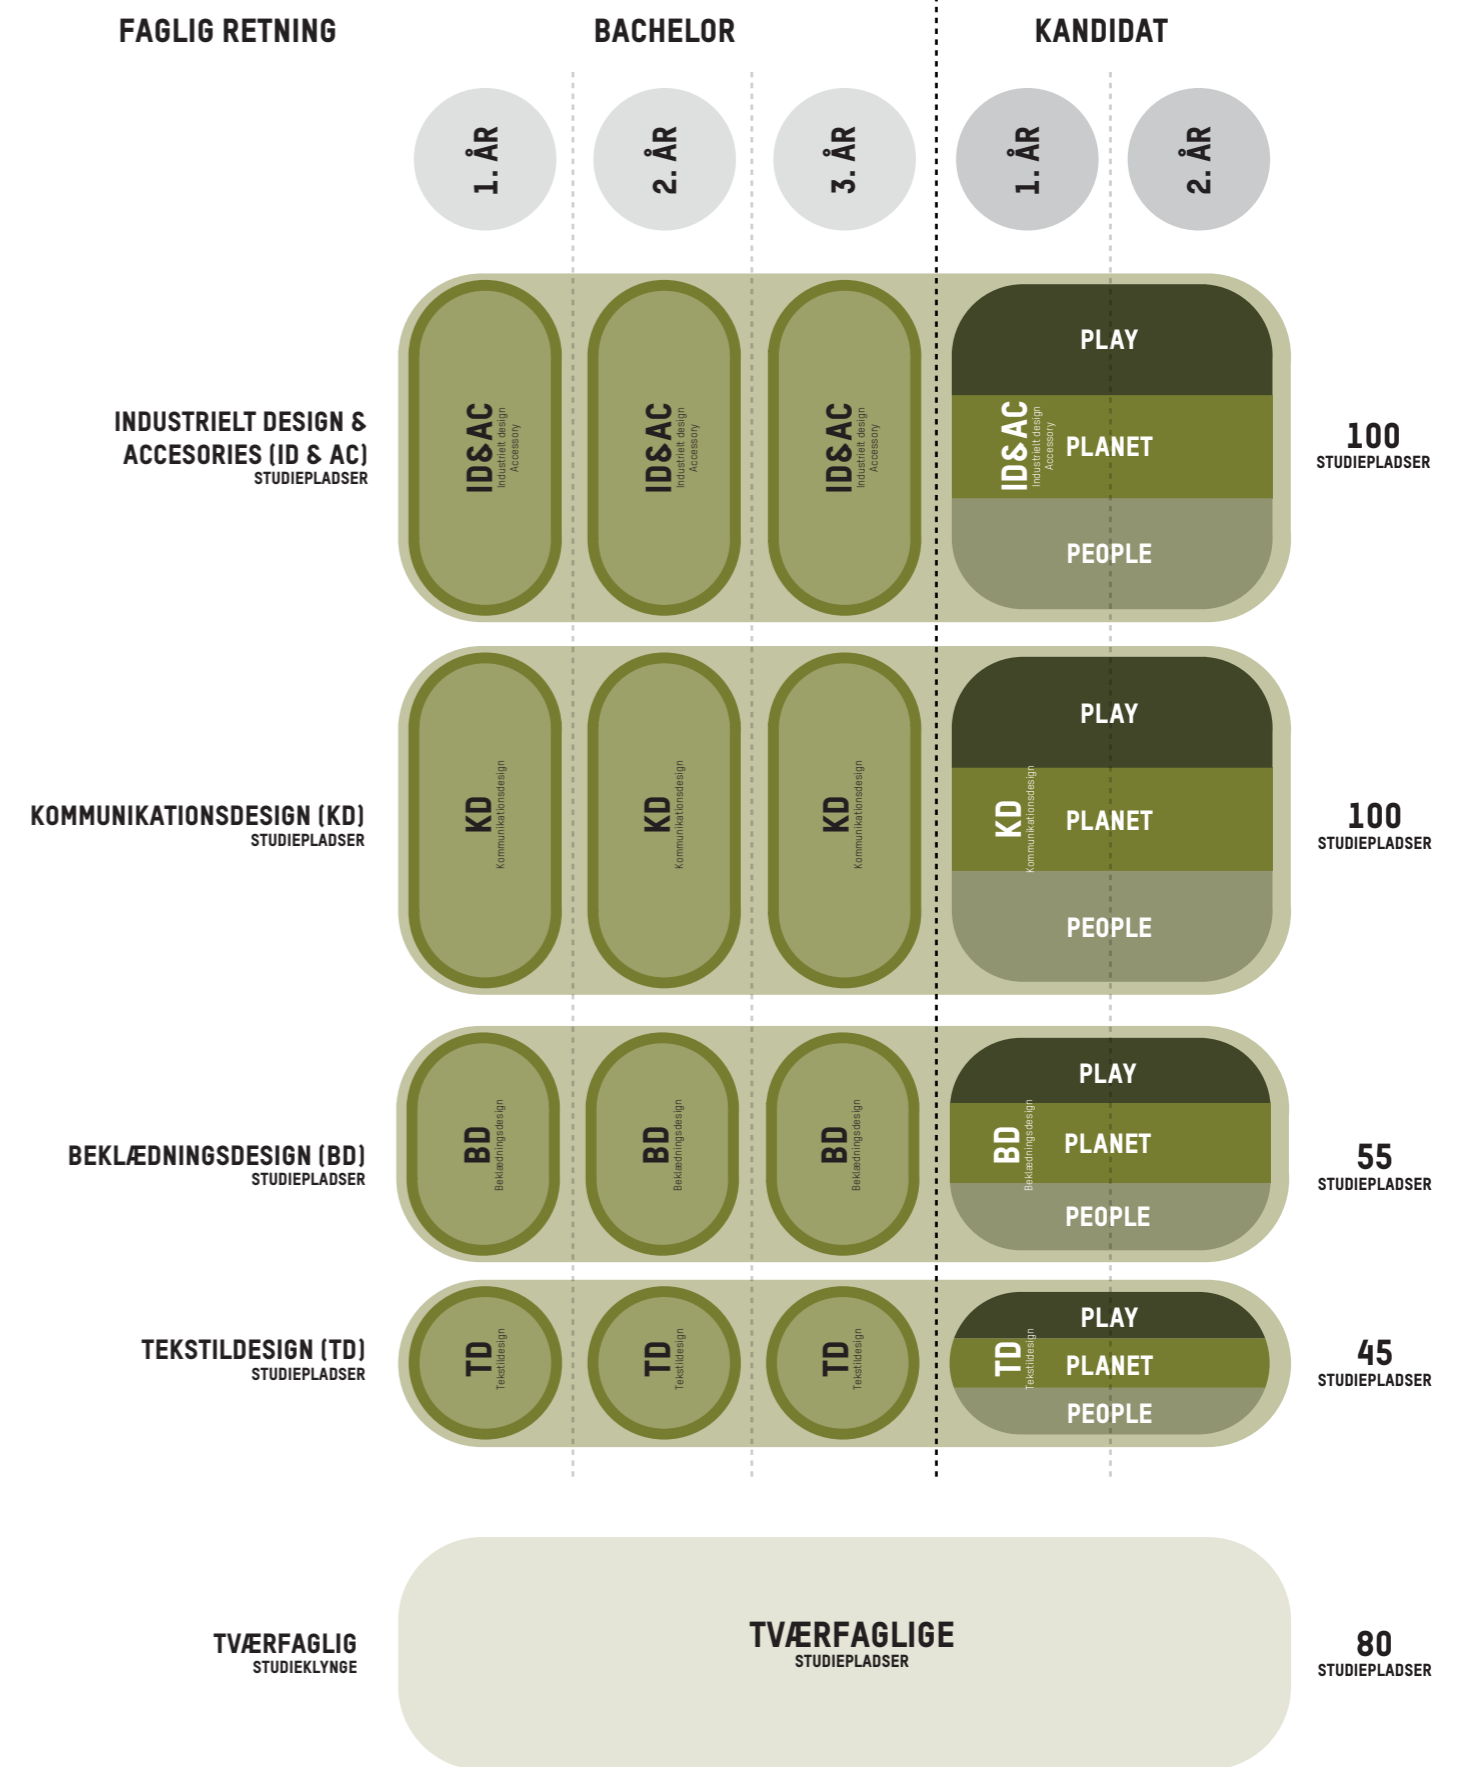 FAGLIG RETNING
BACHELOR
KANDIDAT
1. ÅR
2. ÅR
3. ÅR
1. ÅR
2. ÅR
INDUSTRIELT DESIGN &
ACCESORIES (ID & AC)
STUDIEPLADSER
ID&AC
Industrielt design
Accessory
ID&AC
Industrielt design
Accessory
ID&AC
Industrielt design
Accessory
ID&AC
Industrielt design
Accessory
PLAY
PLANET
PEOPLE
100
STUDIEPLADSER
KOMMUNIKATIONSDESIGN (KD)
STUDIEPLADSER
KD
Kommunikationsdesign
KD
Kommunikationsdesign
KD
Kommunikationsdesign
KD
Kommunikationsdesign
PLAY
PLANET
PEOPLE
100
STUDIEPLADSER
BEKLÆDNINGSDESIGN (BD)
STUDIEPLADSER
BD
Beklædningsdesign
BD
Beklædningsdesign
BD
Beklædningsdesign
BD
Beklædningsdesign
PLAY
PLANET
PEOPLE
55
STUDIEPLADSER
TEKSTILDESIGN (TD)
STUDIEPLADSER
TD
Tekstildesign
TD
Tekstildesign
TD
Tekstildesign
TD
Tekstildesign
PLAY
PLANET
PEOPLE
45
STUDIEPLADSER
TVÆRFAGLIG
STUDIEKLYNGE
TVÆRFAGLIGE
STUDIEPLADSER
80
STUDIEPLADSER